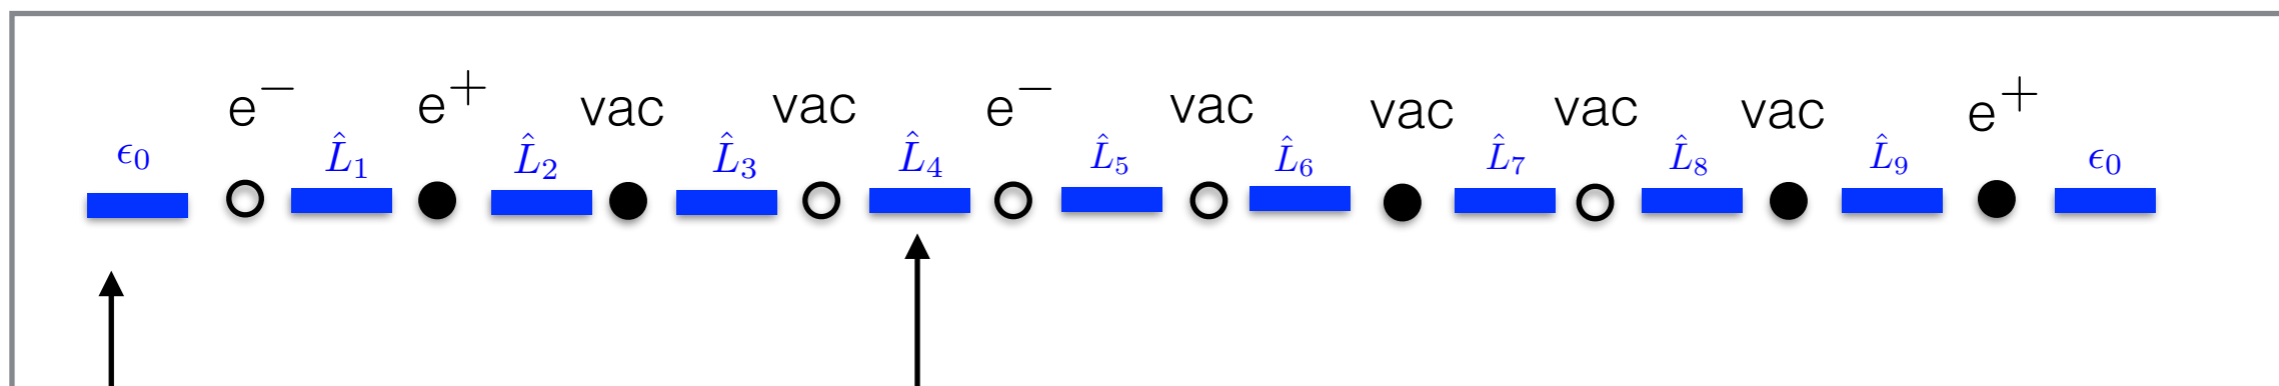 e⁻ e⁺ vac vac e⁻ vac vac vac vac e⁺
ϵ₀ L̂₁ L̂₂ L̂₃ L̂₄ L̂₅ L̂₆ L̂₇ L̂₈ L̂₉ ϵ₀